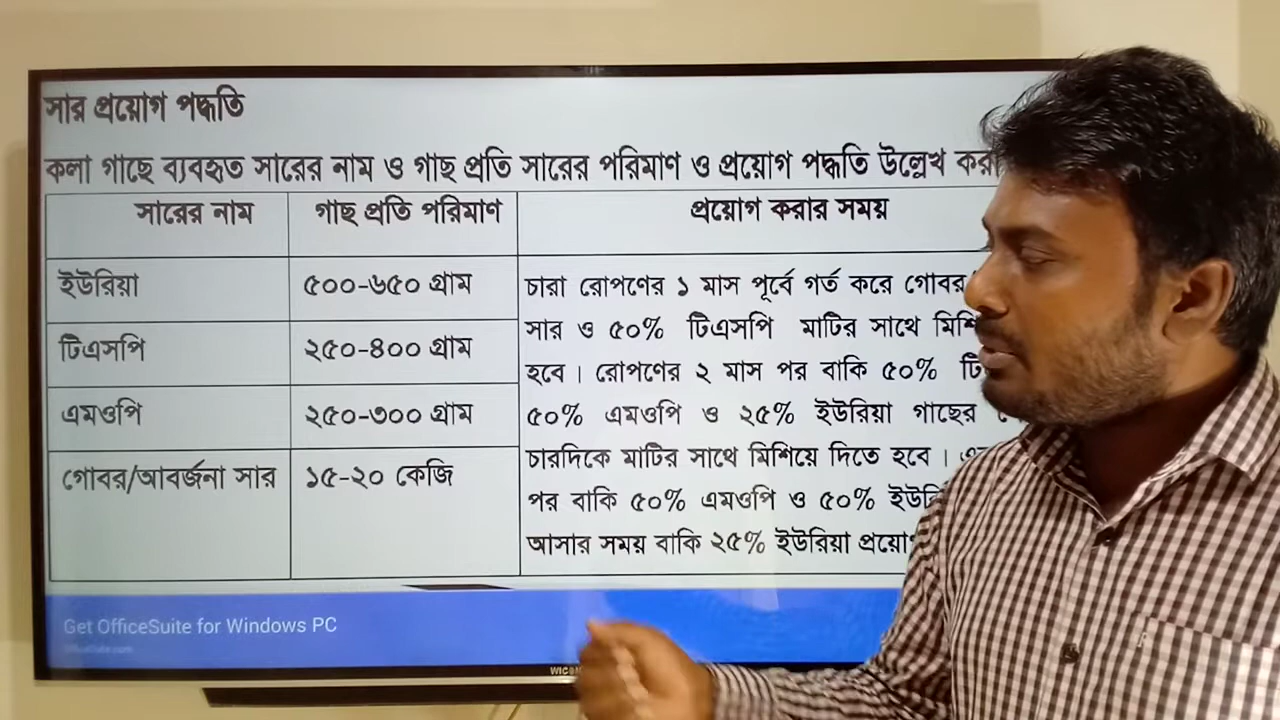 সার প্রয়োগ পদ্ধতি
কলা গাছে ব্যবহৃত সারের নাম ও গাছ প্রতি সারের পরিমাণ ও প্রয়োগ পদ্ধতি উল্লেখ
সারের নাম
গাছ প্রতি পরিমাণ
প্রয়োগ করার সময়
ইউরিয়া
৫০০-৬৫০ গ্রাম
টিএসপি
২৫০-৪০০ গ্রাম
এমওপি
২৫০-৩০০ গ্রাম
গোবর/আবর্জনা সার
১৫-২০ কেজি
চারা রোপণের ১ মাস পূর্বে গর্ত করে গোবর
সার ও ৫০% টিএসপি মাটির সাথে
হবে। রোপণের ২ মাস পর বাকি ৫০%
৫০% এমওপি ও ২৫% ইউরিয়া গাছের
চারদিকে মাটির সাথে মিশিয়ে দিতে হবে।
পর বাকি ৫০% এমওপি ও ৫০%
আসার সময় বাকি ২৫% ইউরিয়া
Get OfficeSuite for Windows PC